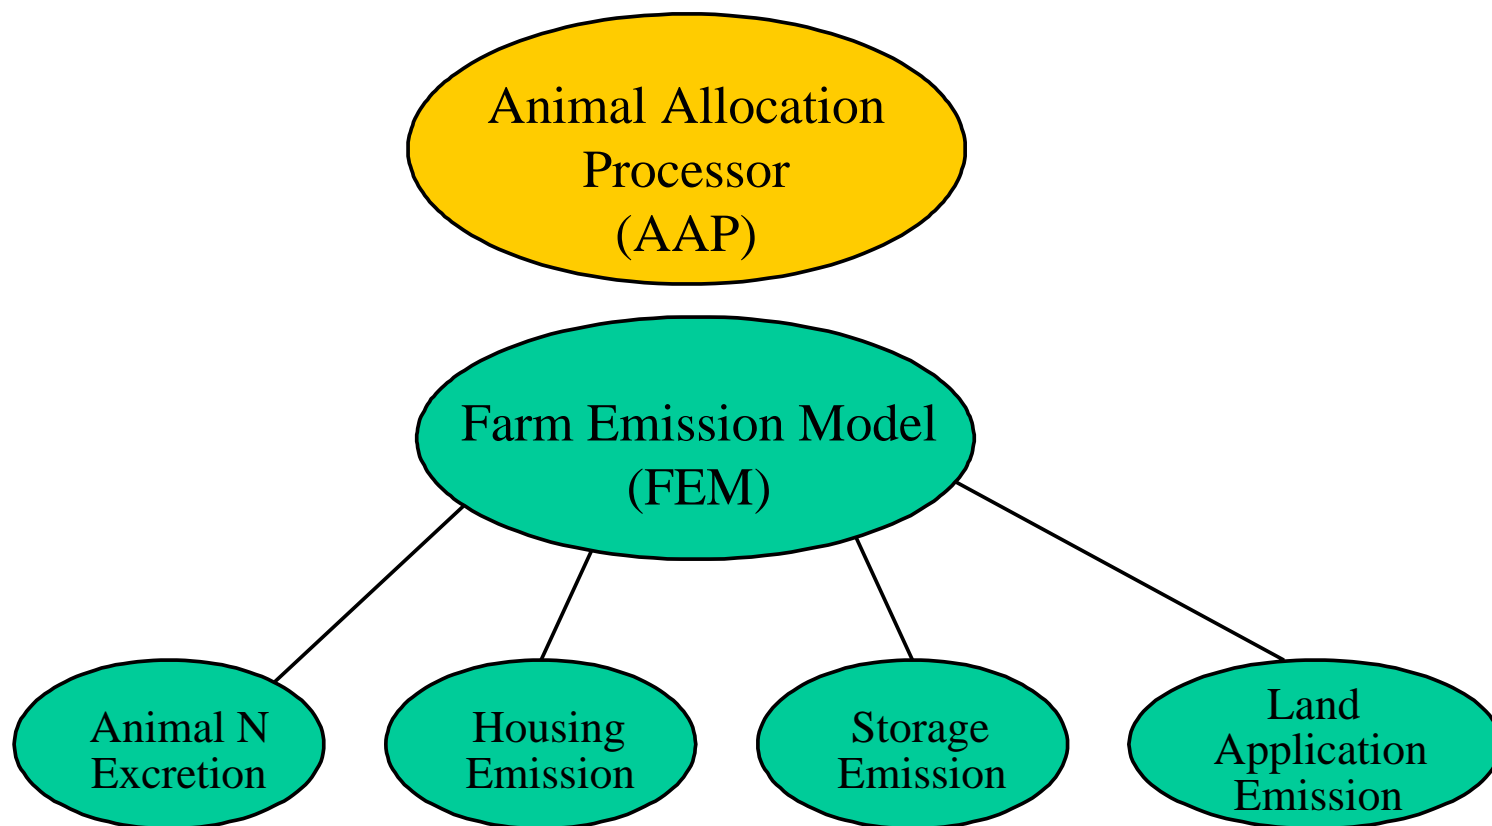 Animal Allocation
Processor
(AAP)
Farm Emission Model
(FEM)
Animal N
Excretion
Housing
Emission
Storage
Emission
Land
Application
Emission